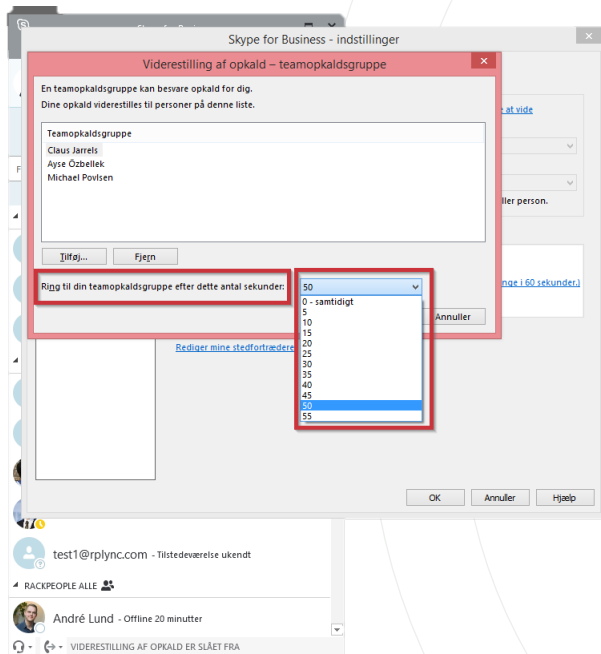 Skype for Business - indstillinger
Viderestilling af opkald – teamopkaldsgruppe
En teamopkaldsgruppe kan besvare opkald for dig.
Dine opkald viderestilles til personer på denne liste.
at vide
Teamopkaldsgruppe
Claus Jarrels
Ayse Özbellek
Michael Povlsen
ller person.
Tilføj...
Fjern
Ring til din teamopkaldsgruppe efter dette antal sekunder:
50
nge i 60 sekunder.)
0 - samtidigt
5
10
15
20
25
30
35
40
45
50
55
Annuller
Rediger mine stedfortrædere
OK
Annuller
Hjælp
test1@rplync.com - Tilstedeværelse ukendt
RACKPEOPLE ALLE
André Lund - Offline 20 minutter
VIDERESTILLING AF OPKALD ER SLÅET FRA